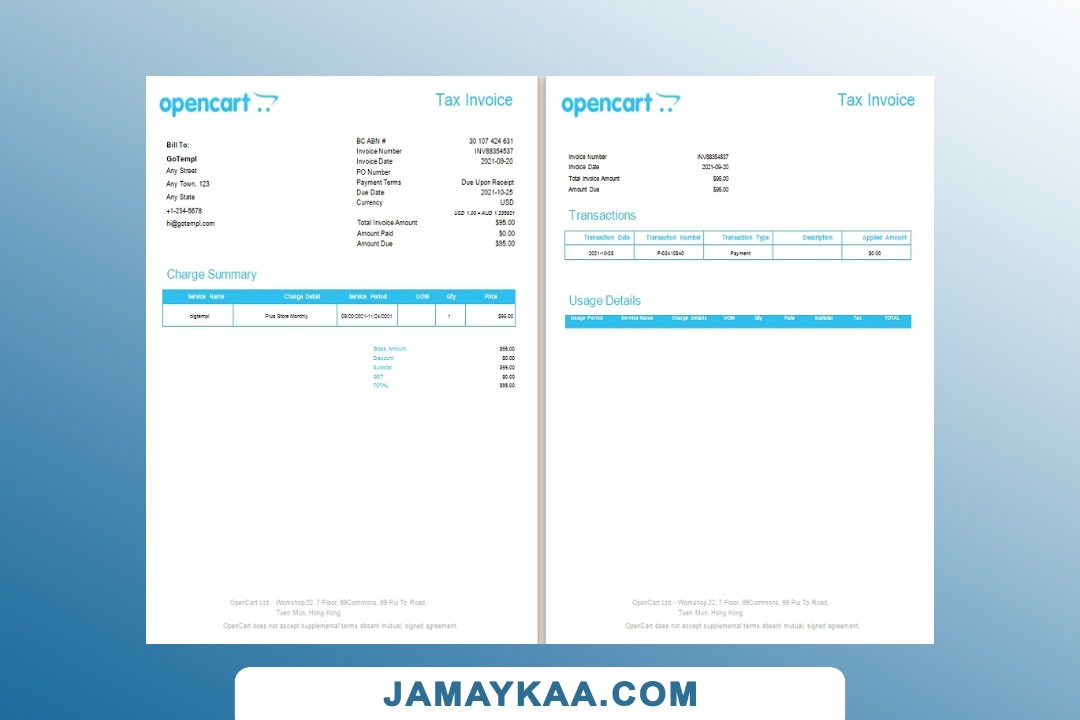 opencart
Tax Invoice
Bill To:
GoTempl
Any Street
Any Town, 123
Any State
+1-234-5678
hi@gotempl.com
BC ABN # 30 107 424 631
Invoice Number INV88354537
Invoice Date 2021-09-20
PO Number
Payment Terms Due Upon Receipt
Due Date 2021-10-25
Currency USD
USD 1.00 = AUD
Total Invoice Amount $95.00
Amount Paid $0.00
Amount Due $95.00
Charge Summary
Service Name Charge Detail Service Period UOM Qty Price
bigtempl Plus Store Monthly 09/20/2021-11/24/2021 1 $95.00
Gross Amount $95.00
Discount $0.00
Subtotal $95.00
GST $0.00
TOTAL $95.00
OpenCart Ltd. - Workshop 22, 7 Floor, 99Commons, 99 Pui To Road,
Tuen Mun, Hong Kong
OpenCart does not accept supplemental terms absent mutual, signed agreement.
opencart
Tax Invoice
Invoice Number INV88354537
Invoice Date 2021-09-20
Total Invoice Amount $95.00
Amount Due $95.00
Transactions
Transaction Date Transaction Number Transaction Type Description Applied Amount
2021-10-25 P-03410840 Payment $0.00
Usage Details
Usage Period Service Name Charge Details UOM Qty Rate Subtotal Tax TOTAL
OpenCart Ltd. - Workshop 22, 7 Floor, 99Commons, 99 Pui To Road,
Tuen Mun, Hong Kong
OpenCart does not accept supplemental terms absent mutual, signed agreement.
JAMAYKAA.COM